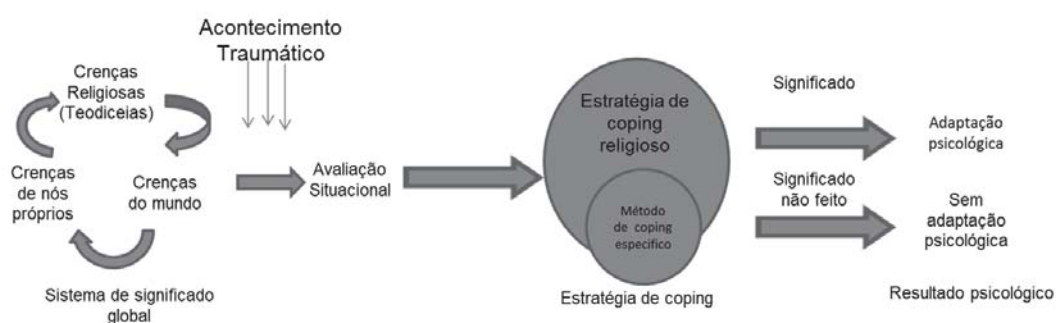 Acontecimento
Traumático
Crenças
Religiosas
(Teodiceias)
Crenças
de nós
próprios
Crenças
do mundo
Sistema de significado
global
Avaliação
Situacional
Estratégia de
coping
religioso
Método
de coping
especifico
Estratégia de coping
Significado
Adaptação
psicológica
Significado
não feito
Sem
adaptação
psicológica
Resultado psicológico